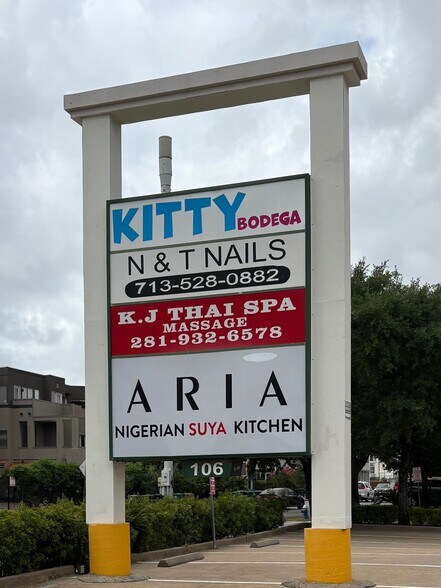 KITTY BODEGA
N & T NAILS
713-528-0882
K.J THAI SPA
MASSAGE
281-932-6578
ARIA
NIGERIAN SUYA KITCHEN
106